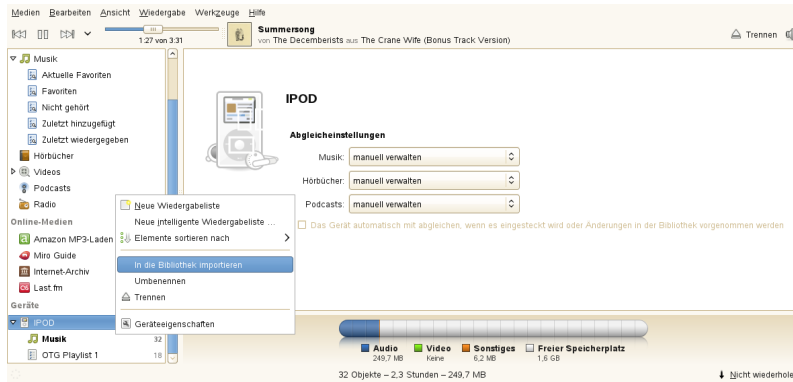 Medien Bearbeiten Ansicht Wiedergabe Werkzeuge Hilfe
1:27 von 3:31
Summersong
von The Decemberists aus The Crane Wife (Bonus Track Version)
Trennen
Musik
Aktuelle Favoriten
Favoriten
Nicht gehört
Zuletzt hinzugefügt
Zuletzt wiedergegeben
Hörbücher
Videos
Podcasts
Radio
Online-Medien
Amazon MP3-Laden
Miro Guide
Internet-Archiv
Last.fm
Geräte
IPOD
Musik 32
OTG Playlist 1 18
Neue Wiedergabeliste
Neue intelligente Wiedergabeliste ...
Elemente sortieren nach
In die Bibliothek importieren
Umbenennen
Trennen
Geräteeigenschaften
IPOD
Abgleicheinstellungen
Musik: manuell verwalten
Hörbücher: manuell verwalten
Podcasts: manuell verwalten
Das Gerät automatisch mit abgleichen, wenn es eingesteckt wird oder Änderungen in der Bibliothek vorgenommen werden
Audio Video Sonstiges Freier Speicherplatz
249,7 MB Keine 6,2 MB 1,6 GB
32 Objekte – 2,3 Stunden – 249,7 MB
Nicht wiederhole